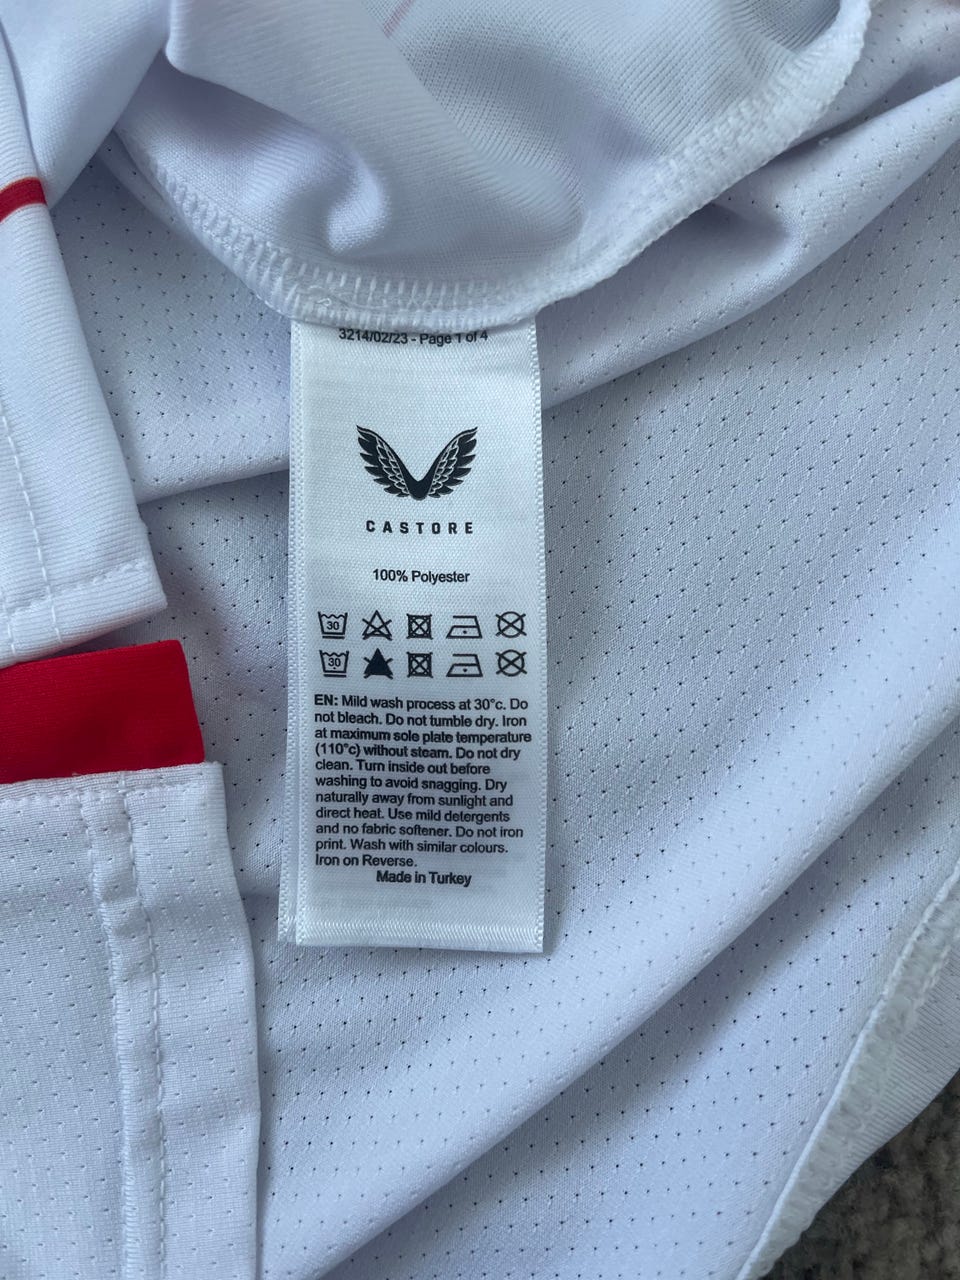 3214/02/23 - Page 1 of 4
CASTORE
100% Polyester
30
30
EN: Mild wash process at 30°c. Do
not bleach. Do not tumble dry. Iron
at maximum sole plate temperature
(110°c) without steam. Do not dry
clean. Turn inside out before
washing to avoid snagging. Dry
naturally away from sunlight and
direct heat. Use mild detergents
and no fabric softener. Do not iron
print. Wash with similar colours.
Iron on Reverse.
Made in Turkey